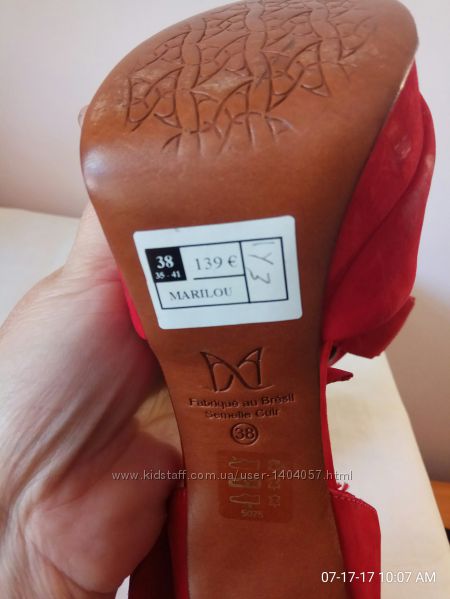 38
35 - 41
139 €
MARILOU
Fabriqué au Brésil
Semelle Cuir
38
5075
www.kidstaff.com.ua/user-1404057.html
07-17-17 10:07 AM